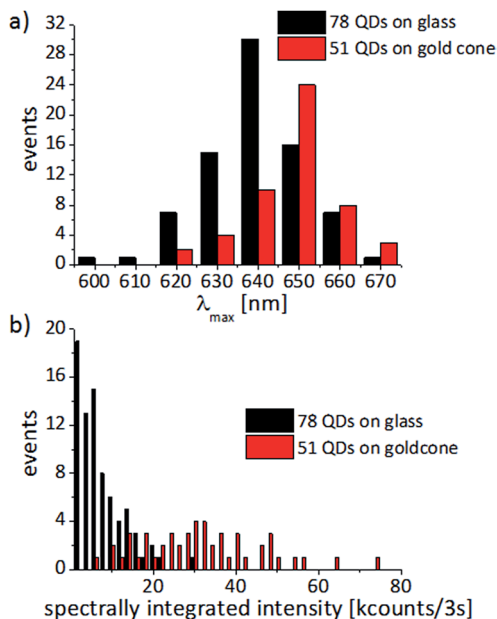 a)
78 QDs on glass
51 QDs on gold cone
32
28
24
20
16
12
8
4
0
events
600 610 620 630 640 650 660 670
λmax [nm]
b)
78 QDs on glass
51 QDs on goldcone
20
16
12
8
4
0
events
20 40 60 80
spectrally integrated intensity [kcounts/3s]